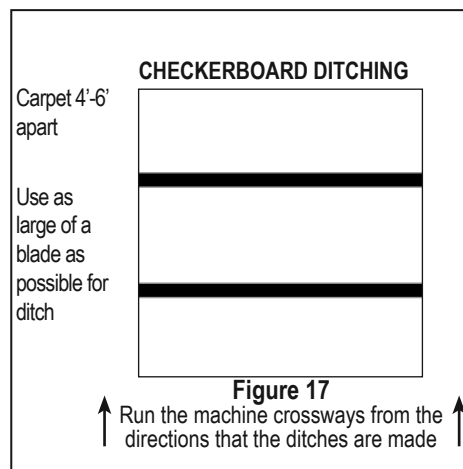 CHECKERBOARD DITCHING
Carpet 4’-6’
apart
Use as
large of a
blade as
possible for
ditch
Figure 17
Run the machine crossways from the
directions that the ditches are made